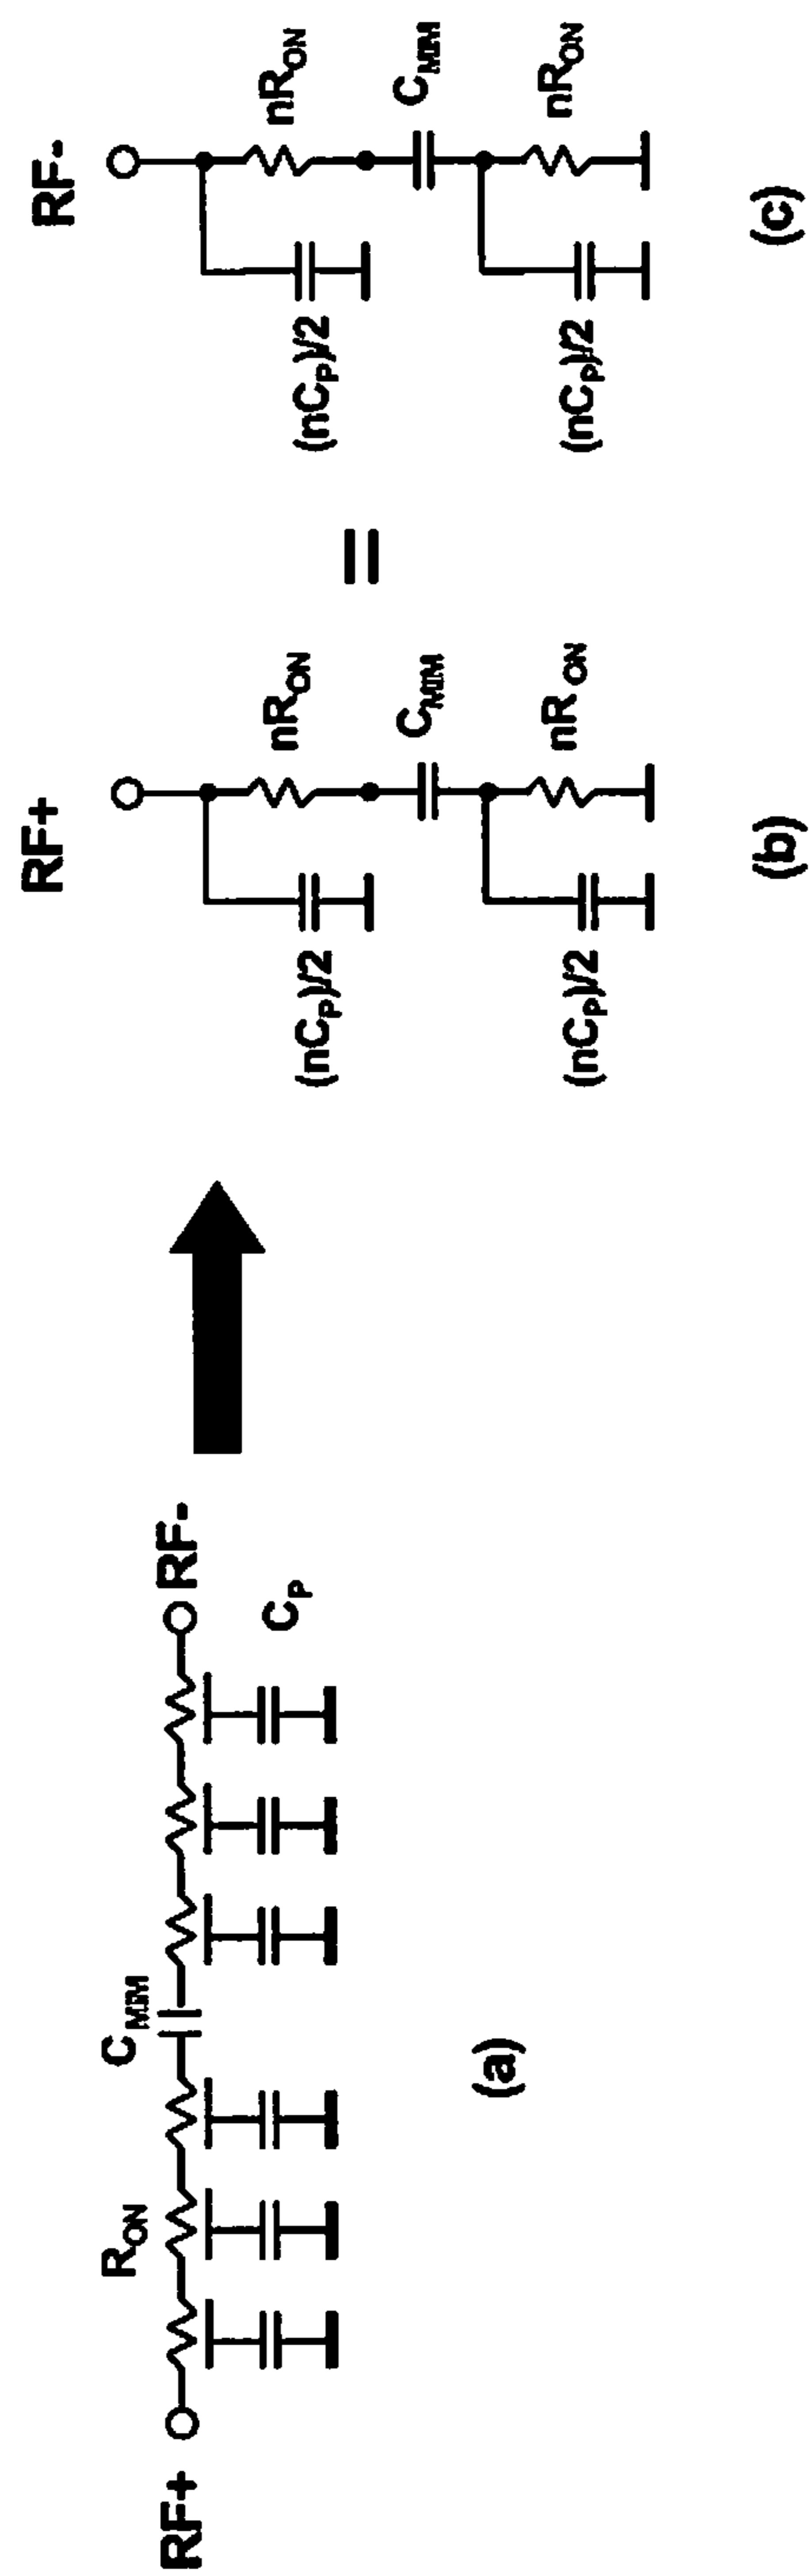 RF+
R_ON
C_MIM
RF-
C_P
(a)
RF+
nR_ON
C_MIM
(nC_P)/2
(nC_P)/2
nR_ON
(b)
=
RF-
nR_ON
C_MIM
(nC_P)/2
(nC_P)/2
nR_ON
(c)